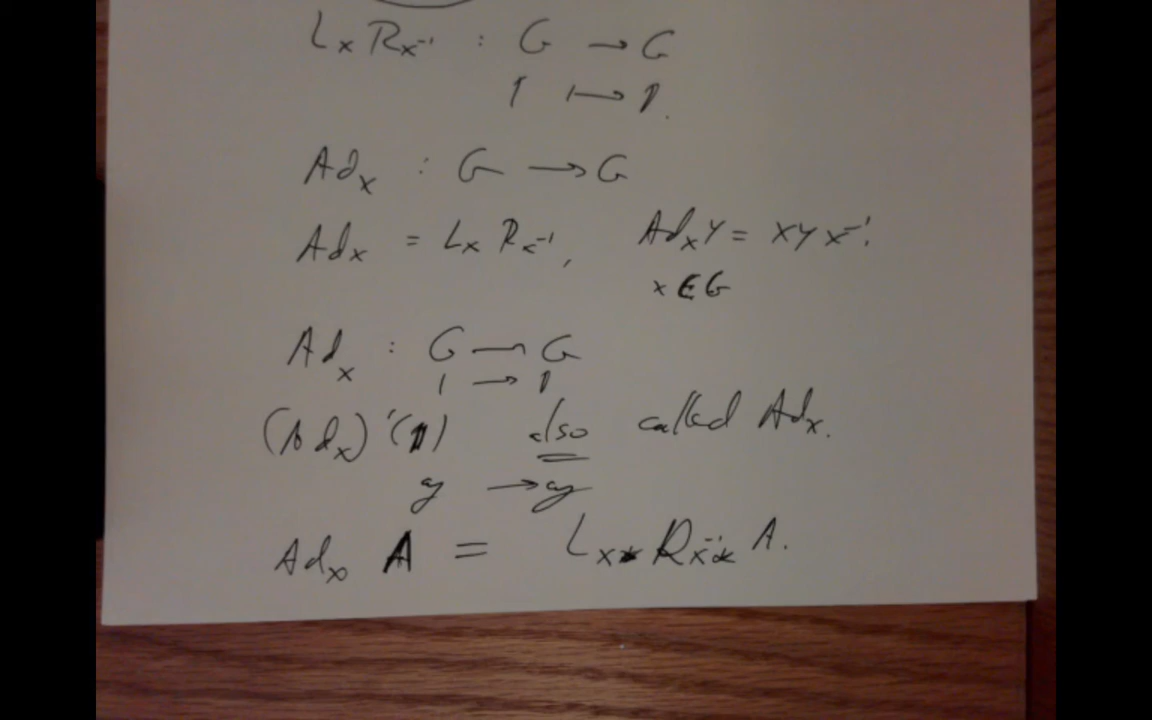 L_x R_{x^{-1}} : G → G
1 ↦ 1.
Ad_x : G → G
Ad_x = L_x R_{x^{-1}}, Ad_x y = x y x^{-1}.
x ∈ G
Ad_x : G → G
1 → 1
(Ad_x)'(1) also called Ad_x.
g → g
Ad_x A = L_{x*} R_{x^{-1}*} A.